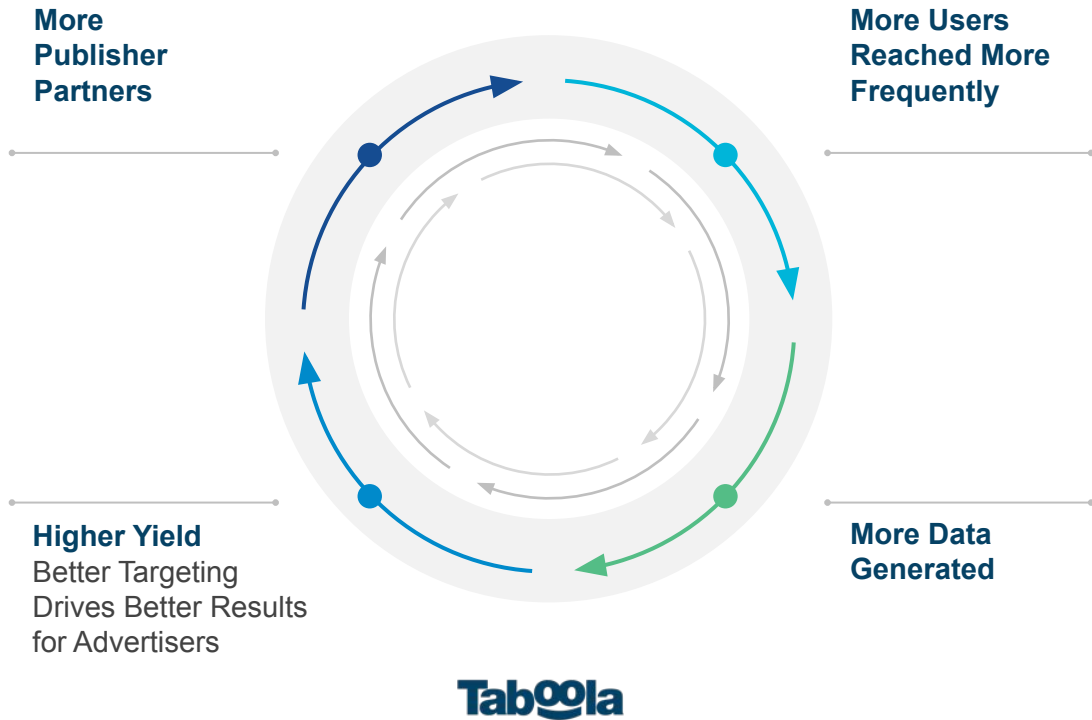 More
Publisher
Partners
More Users
Reached More
Frequently
Higher Yield
Better Targeting
Drives Better Results
for Advertisers
More Data
Generated
Taboola